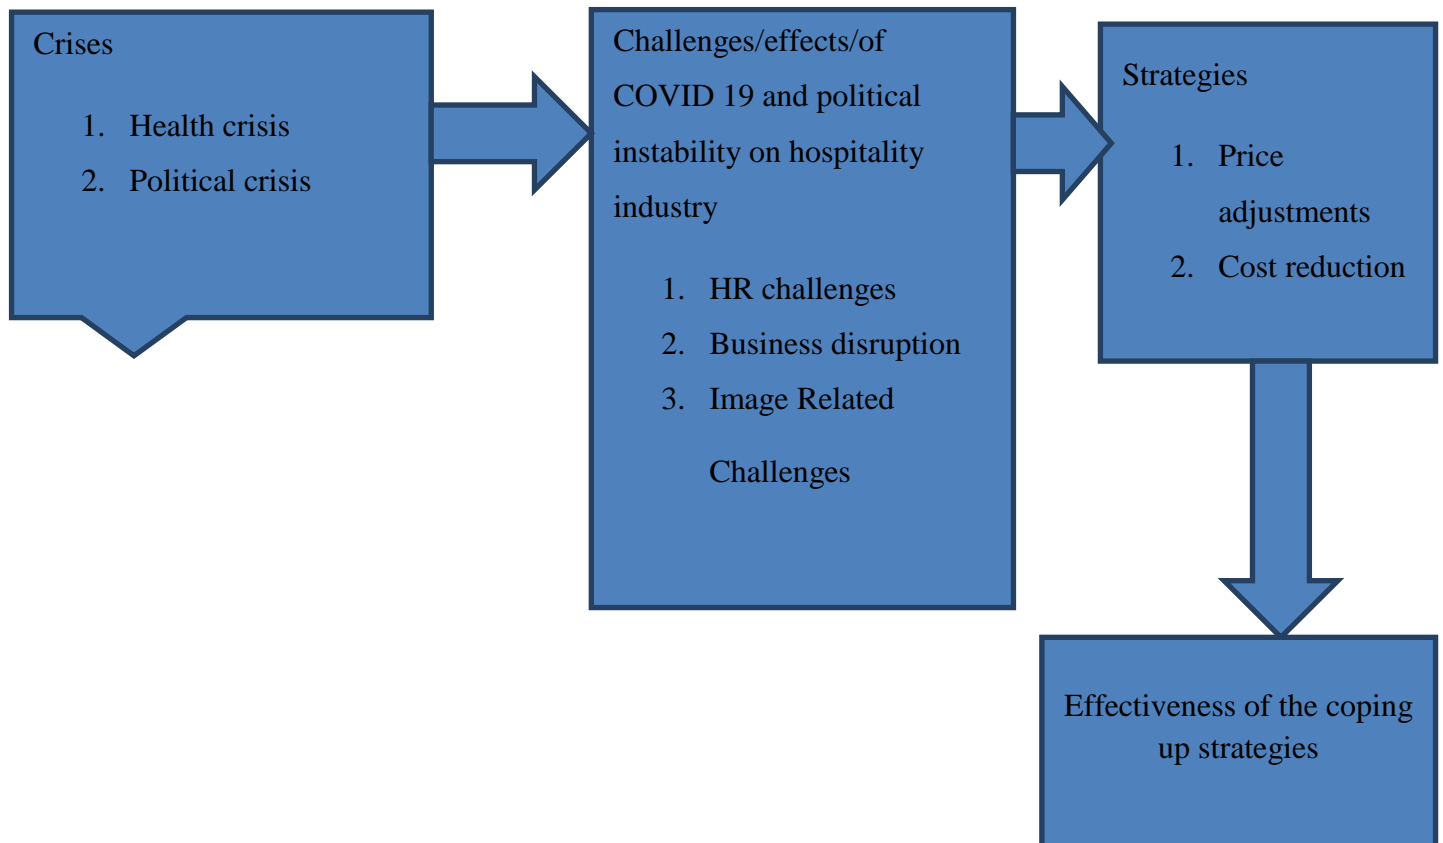 Crises
1. Health crisis
2. Political crisis
Challenges/effects/of
COVID 19 and political
instability on hospitality
industry
1. HR challenges
2. Business disruption
3. Image Related
Challenges
Strategies
1. Price
adjustments
2. Cost reduction
Effectiveness of the coping
up strategies